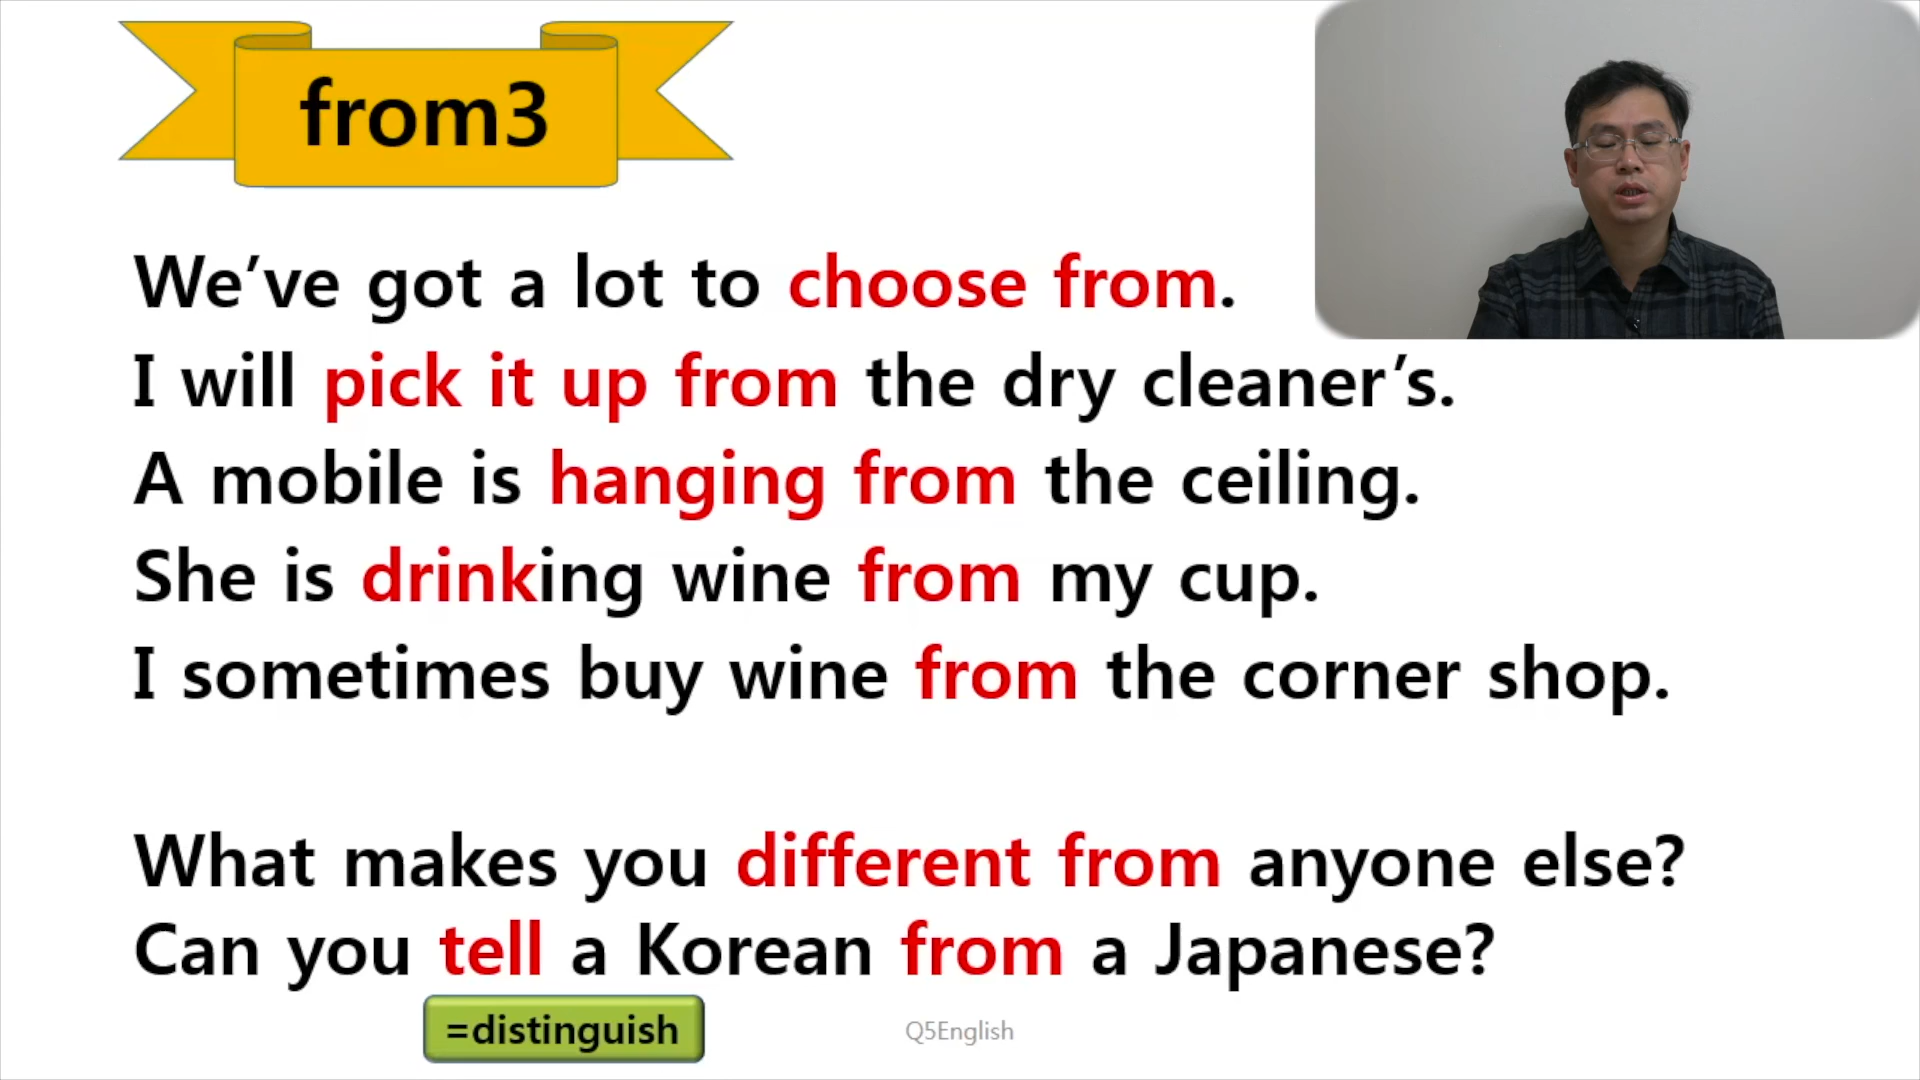 from3
We’ve got a lot to choose from.
I will pick it up from the dry cleaner’s.
A mobile is hanging from the ceiling.
She is drinking wine from my cup.
I sometimes buy wine from the corner shop.
What makes you different from anyone else?
Can you tell a Korean from a Japanese?
=distinguish
Q5English